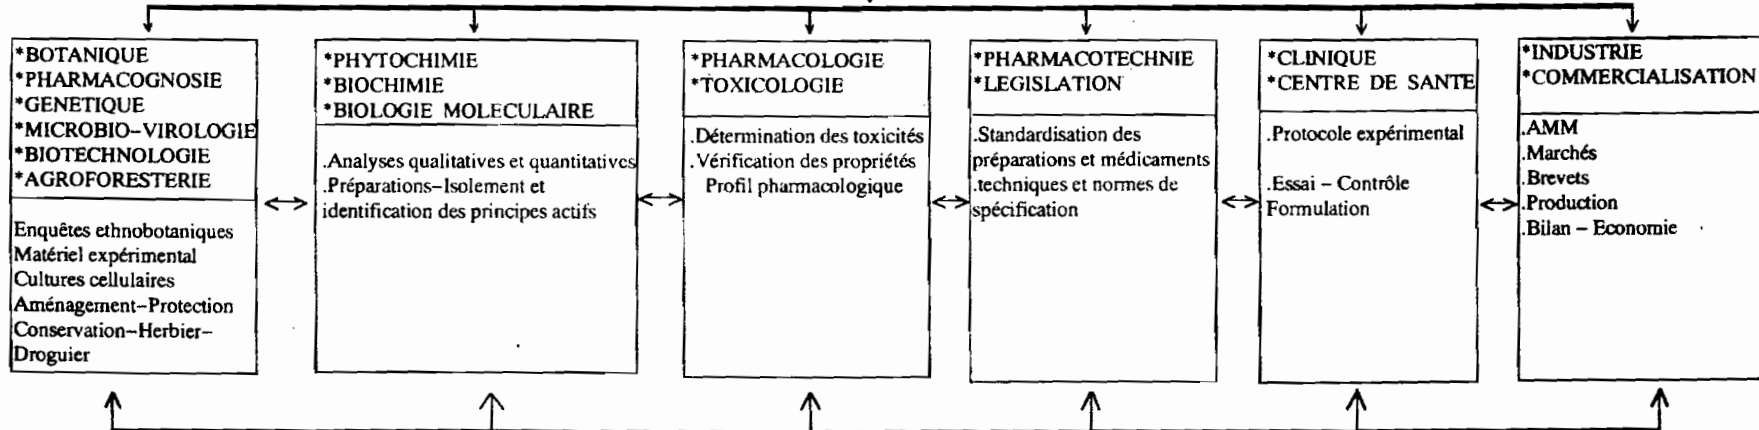 *BOTANIQUE
*PHARMACOGNOSIE
*GENETIQUE
*MICROBIO-VIROLOGIE
*BIOTECHNOLOGIE
*AGROFORESTERIE
Enquêtes ethnobotaniques
Matériel expérimental
Cultures cellulaires
Aménagement-Protection
Conservation-Herbier-
Droguier
*PHYTOCHIMIE
*BIOCHIMIE
*BIOLOGIE MOLECULAIRE
.Analyses qualitatives et quantitatives
.Préparations-Isolement et
identification des principes actifs
*PHARMACOLOGIE
*TOXICOLOGIE
.Détermination des toxicités
.Vérification des propriétés
Profil pharmacologique
*PHARMACOTECHNIE
*LEGISLATION
.Standardisation des
préparations et médicaments
.techniques et normes de
spécification
*CLINIQUE
*CENTRE DE SANTE
.Protocole expérimental
.Essai - Contrôle
Formulation
*INDUSTRIE
*COMMERCIALISATION
.AMM
.Marchés
.Brevets
.Production
.Bilan - Economie